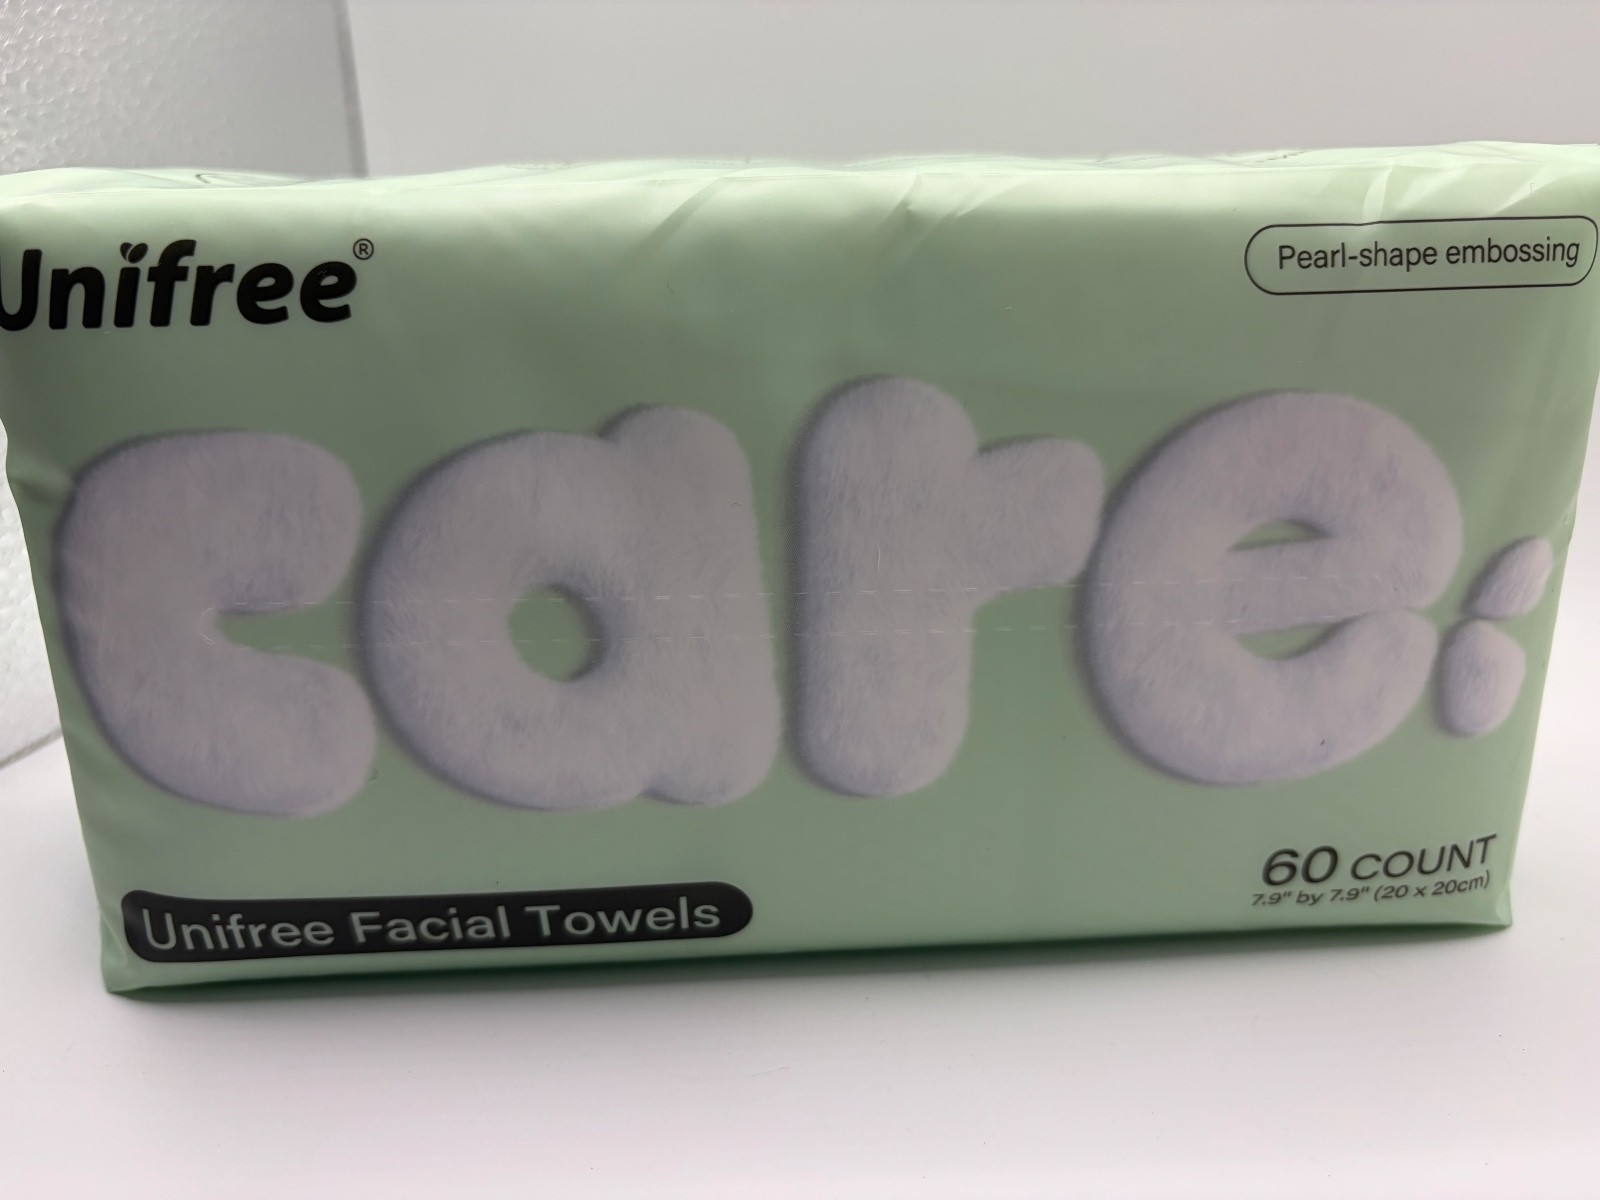 Unifree®
Pearl-shape embossing
care
60 COUNT
7.9" by 7.9" (20 x 20cm)
Unifree Facial Towels